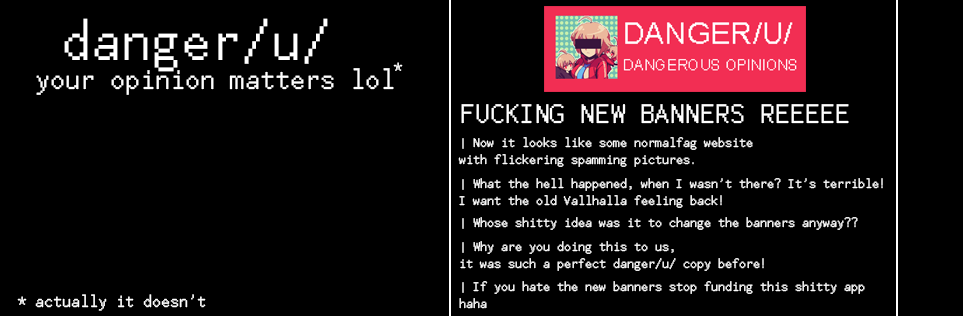 danger/u/
your opinion matters lol*
* actually it doesn't
DANGER/U/
DANGEROUS OPINIONS
FUCKING NEW BANNERS REEEEE
| Now it looks like some normalfag website
with flickering spamming pictures.
| What the hell happened, when I wasn't there? It's terrible!
I want the old Vallhalla feeling back!
| Whose shitty idea was it to change the banners anyway??
| Why are you doing this to us,
it was such a perfect danger/u/ copy before!
| If you hate the new banners stop funding this shitty app
haha